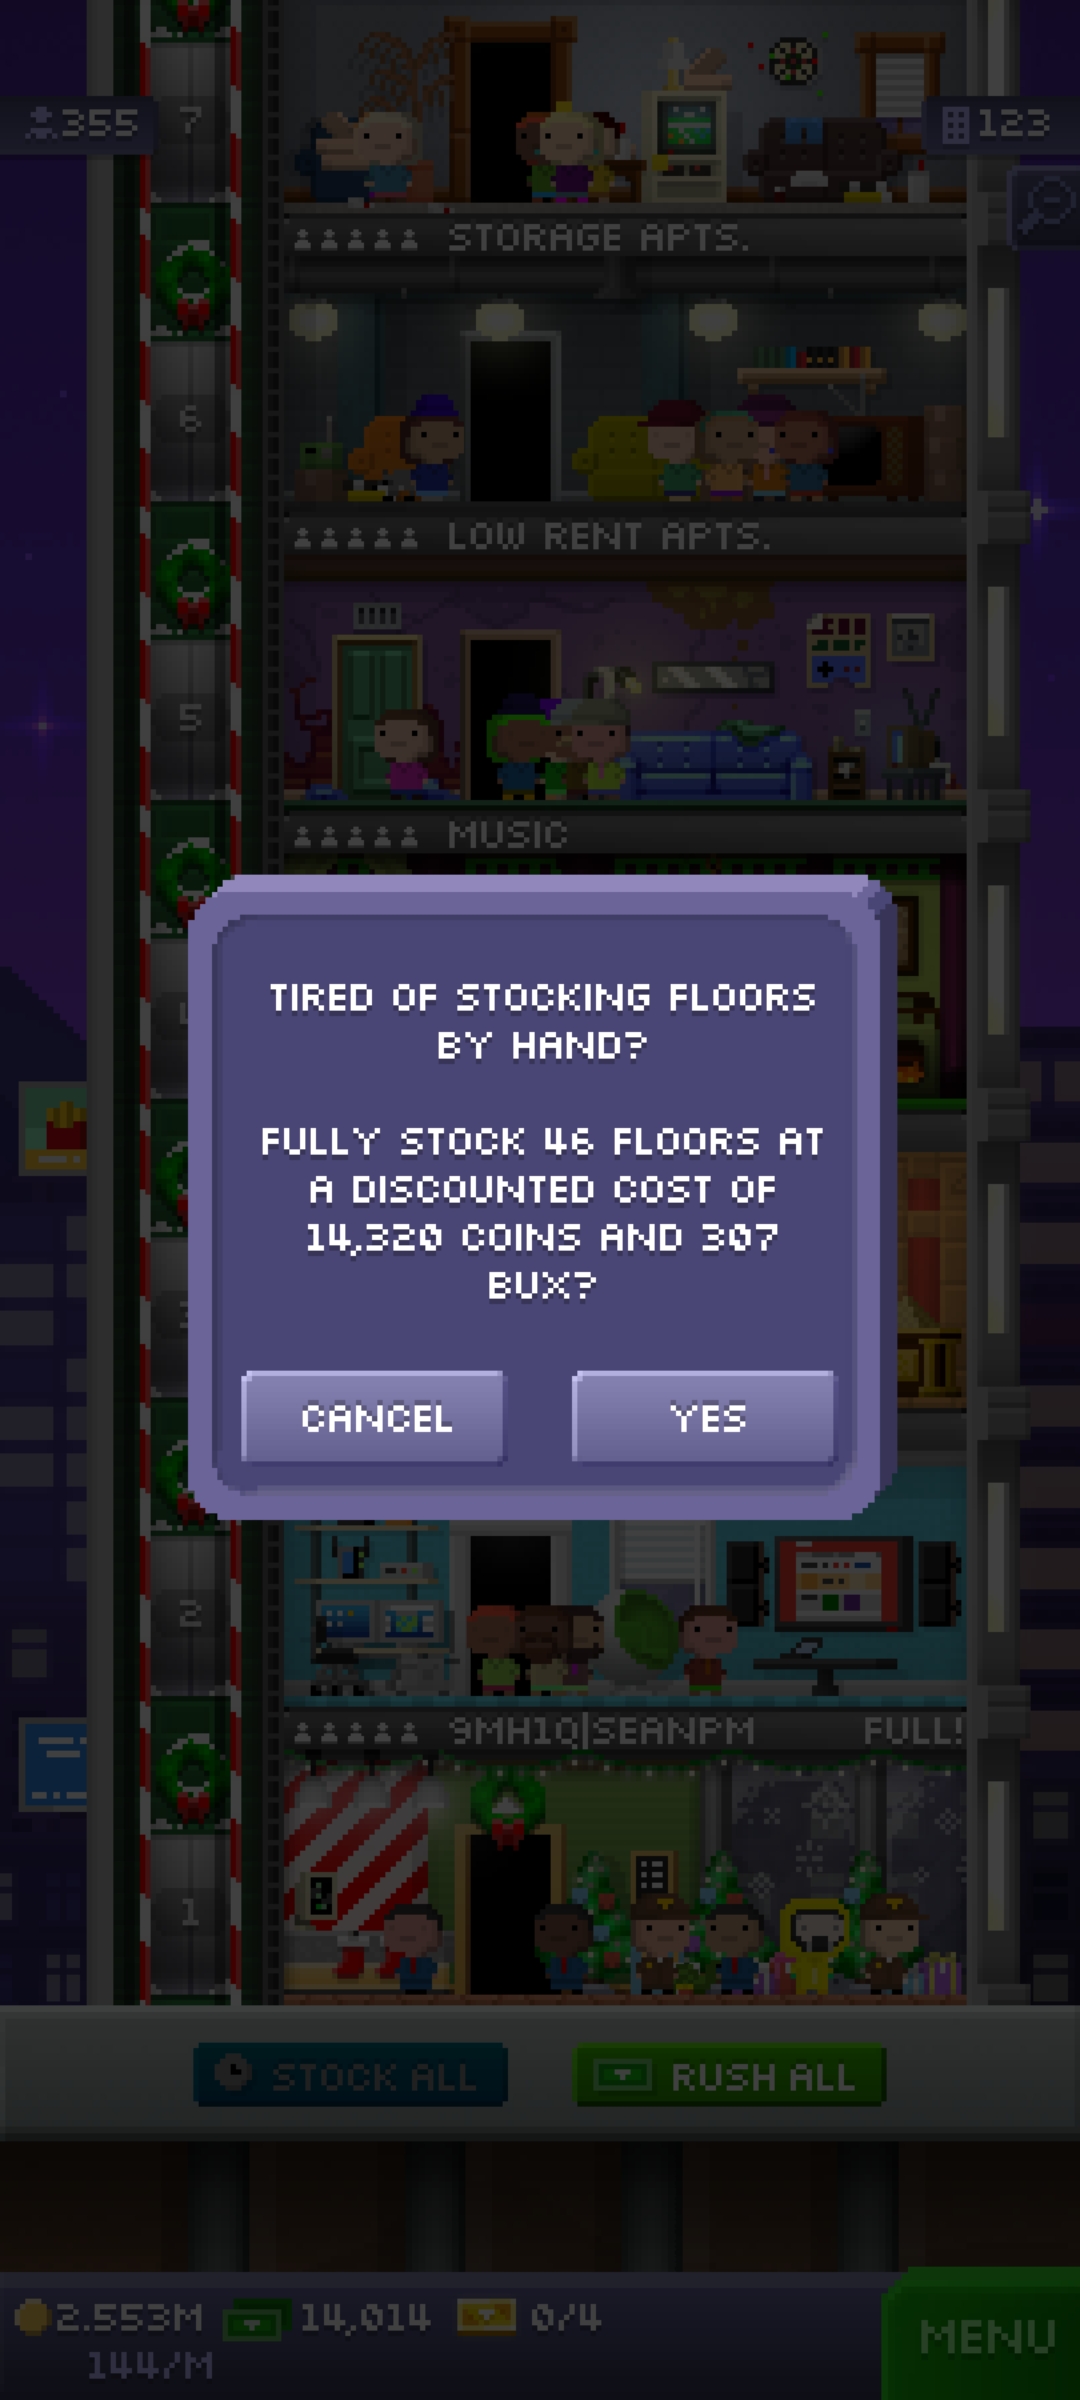 7
355
123
STORAGE APTS.
6
LOW RENT APTS.
5
MUSIC
TIRED OF STOCKING FLOORS
BY HAND?
FULLY STOCK 46 FLOORS AT
A DISCOUNTED COST OF
14,320 COINS AND 307
BUX?
CANCEL
YES
2
9MH1Q|SEANPM
FULL!
1
STOCK ALL
RUSH ALL
2.553M
14,014
0/4
144/M
MENU